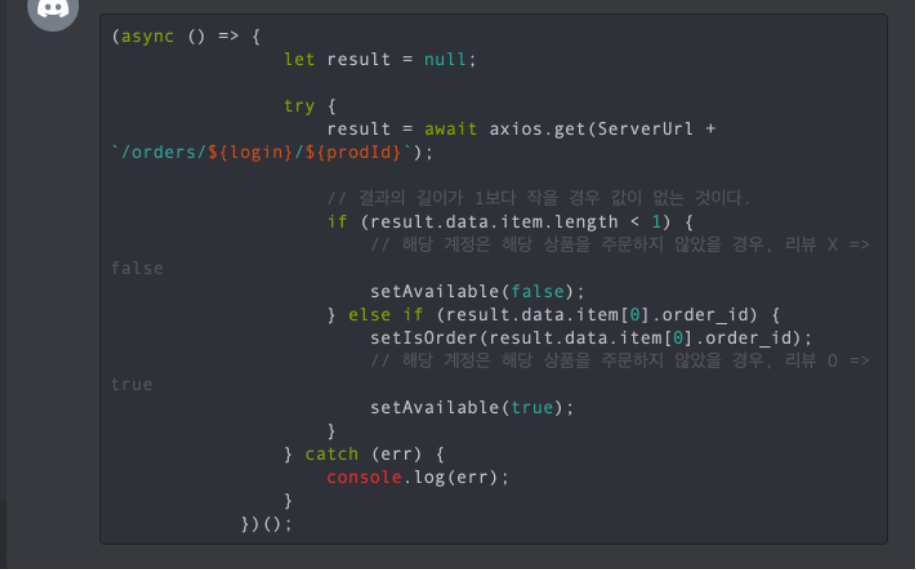 (async () => {
let result = null;
try {
result = await axios.get(ServerUrl +
`/orders/${login}/${prodId}`);
// 결과의 길이가 1보다 작을 경우 값이 없는 것이다.
if (result.data.item.length < 1) {
// 해당 계정은 해당 상품을 주문하지 않았을 경우, 리뷰 X =>
false
setAvailable(false);
} else if (result.data.item[0].order_id) {
setIsOrder(result.data.item[0].order_id);
// 해당 계정은 해당 상품을 주문하지 않았을 경우, 리뷰 O =>
true
setAvailable(true);
}
} catch (err) {
console.log(err);
}
})();